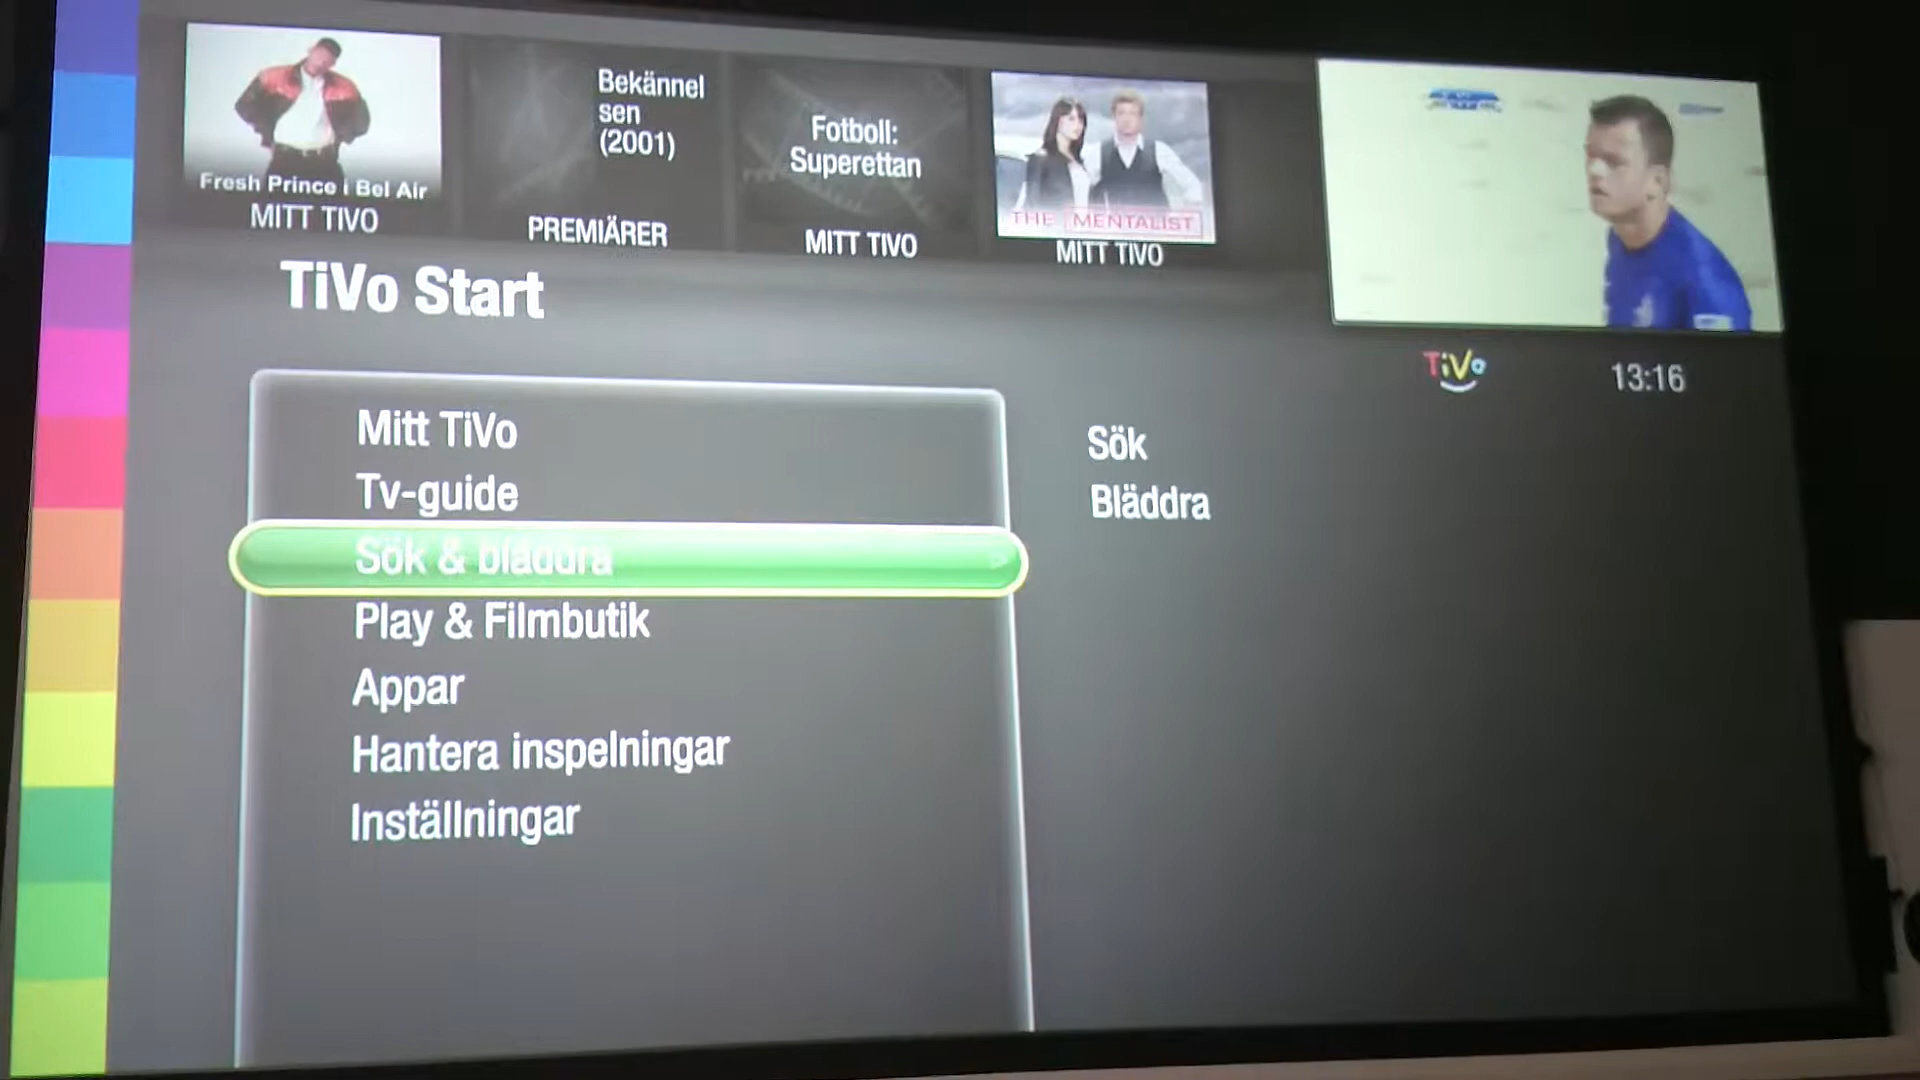 Fresh Prince i Bel Air
MITT TIVO
Bekännel
sen
(2001)
PREMIÄRER
Fotboll:
Superettan
MITT TIVO
THE MENTALIST
MITT TIVO
TiVo Start
TiVo
13:16
Mitt TiVo
Tv-guide
Sök & bläddra
Play & Filmbutik
Appar
Hantera inspelningar
Inställningar
Sök
Bläddra